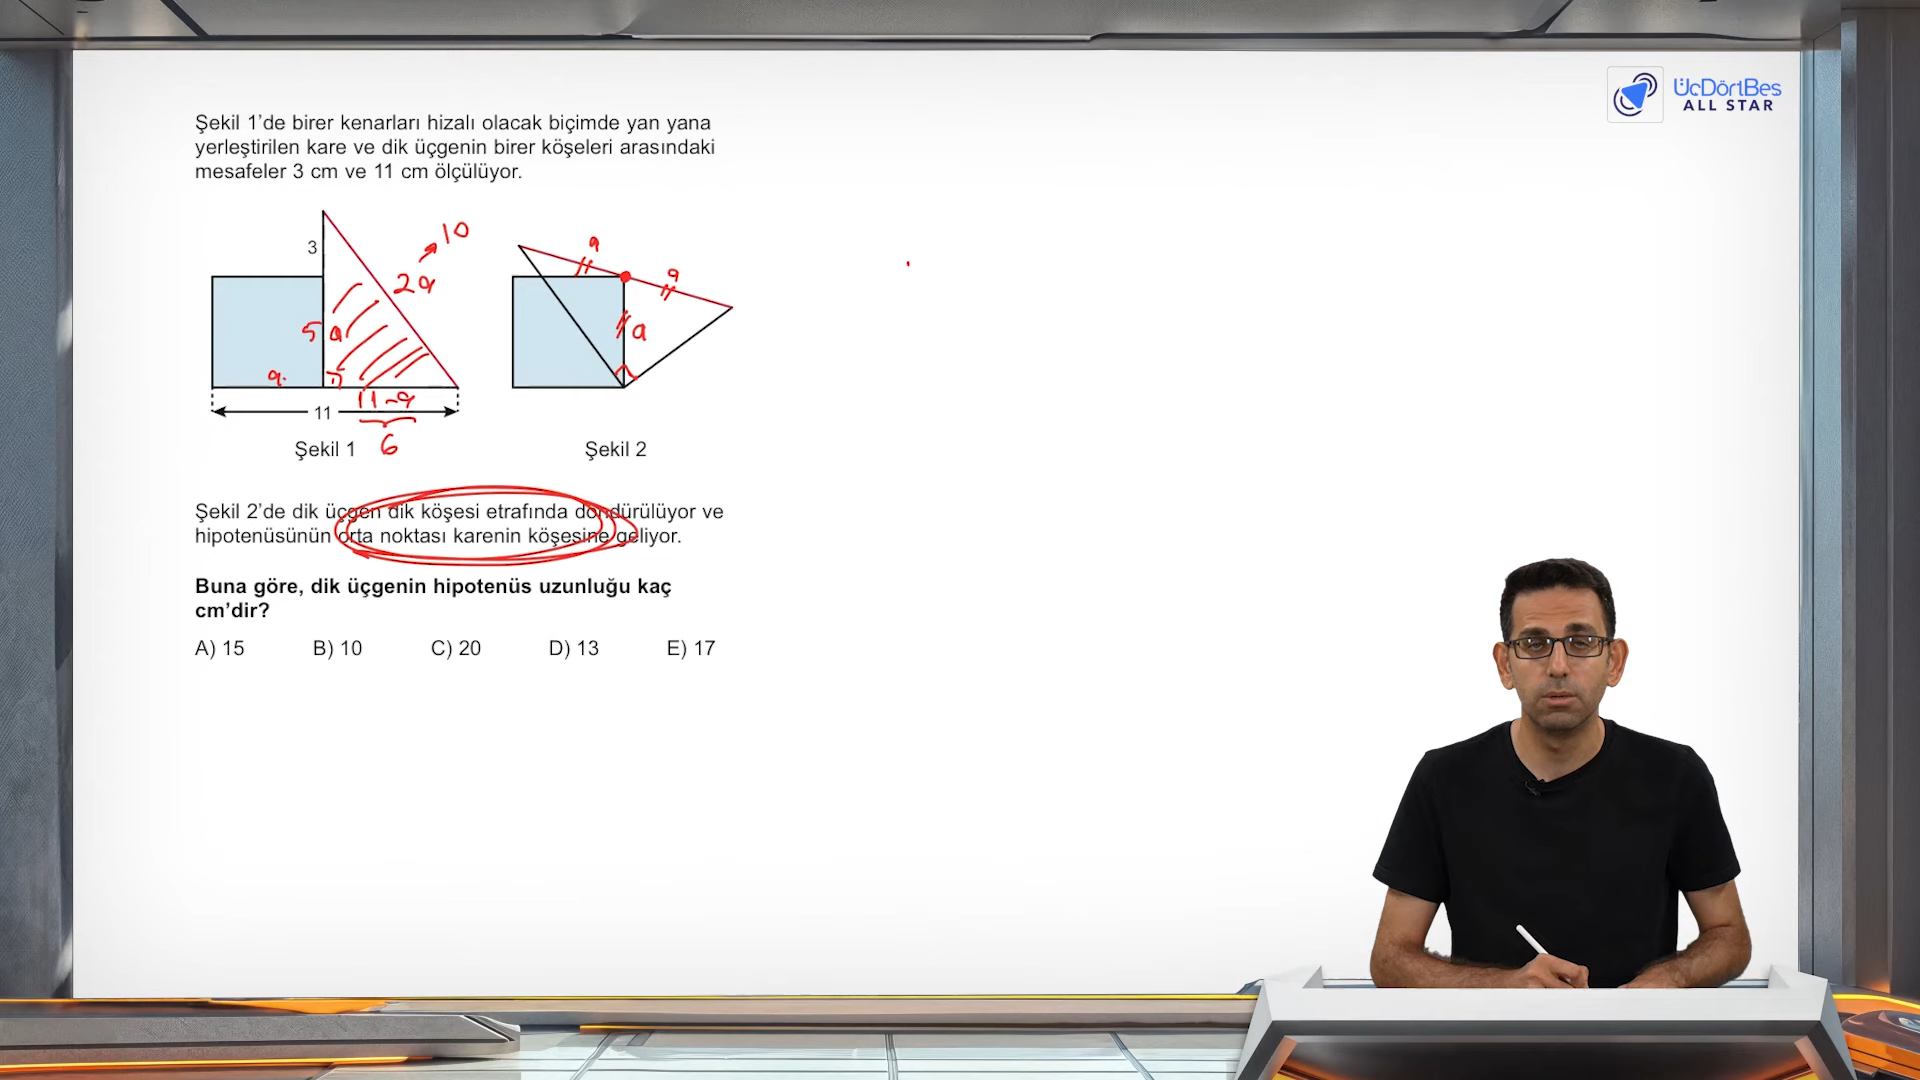 ÜçDörtBeş
ALL STAR
Şekil 1’de birer kenarları hizalı olacak biçimde yan yana
yerleştirilen kare ve dik üçgenin birer köşeleri arasındaki
mesafeler 3 cm ve 11 cm ölçülüyor.
10
3
2a
a
a
5
a
a
a
11-a
11
6
Şekil 1
Şekil 2
Şekil 2’de dik üçgen dik köşesi etrafında döndürülüyor ve
hipotenüsünün orta noktası karenin köşesine geliyor.
Buna göre, dik üçgenin hipotenüs uzunluğu kaç
cm’dir?
A) 15 B) 10 C) 20 D) 13 E) 17